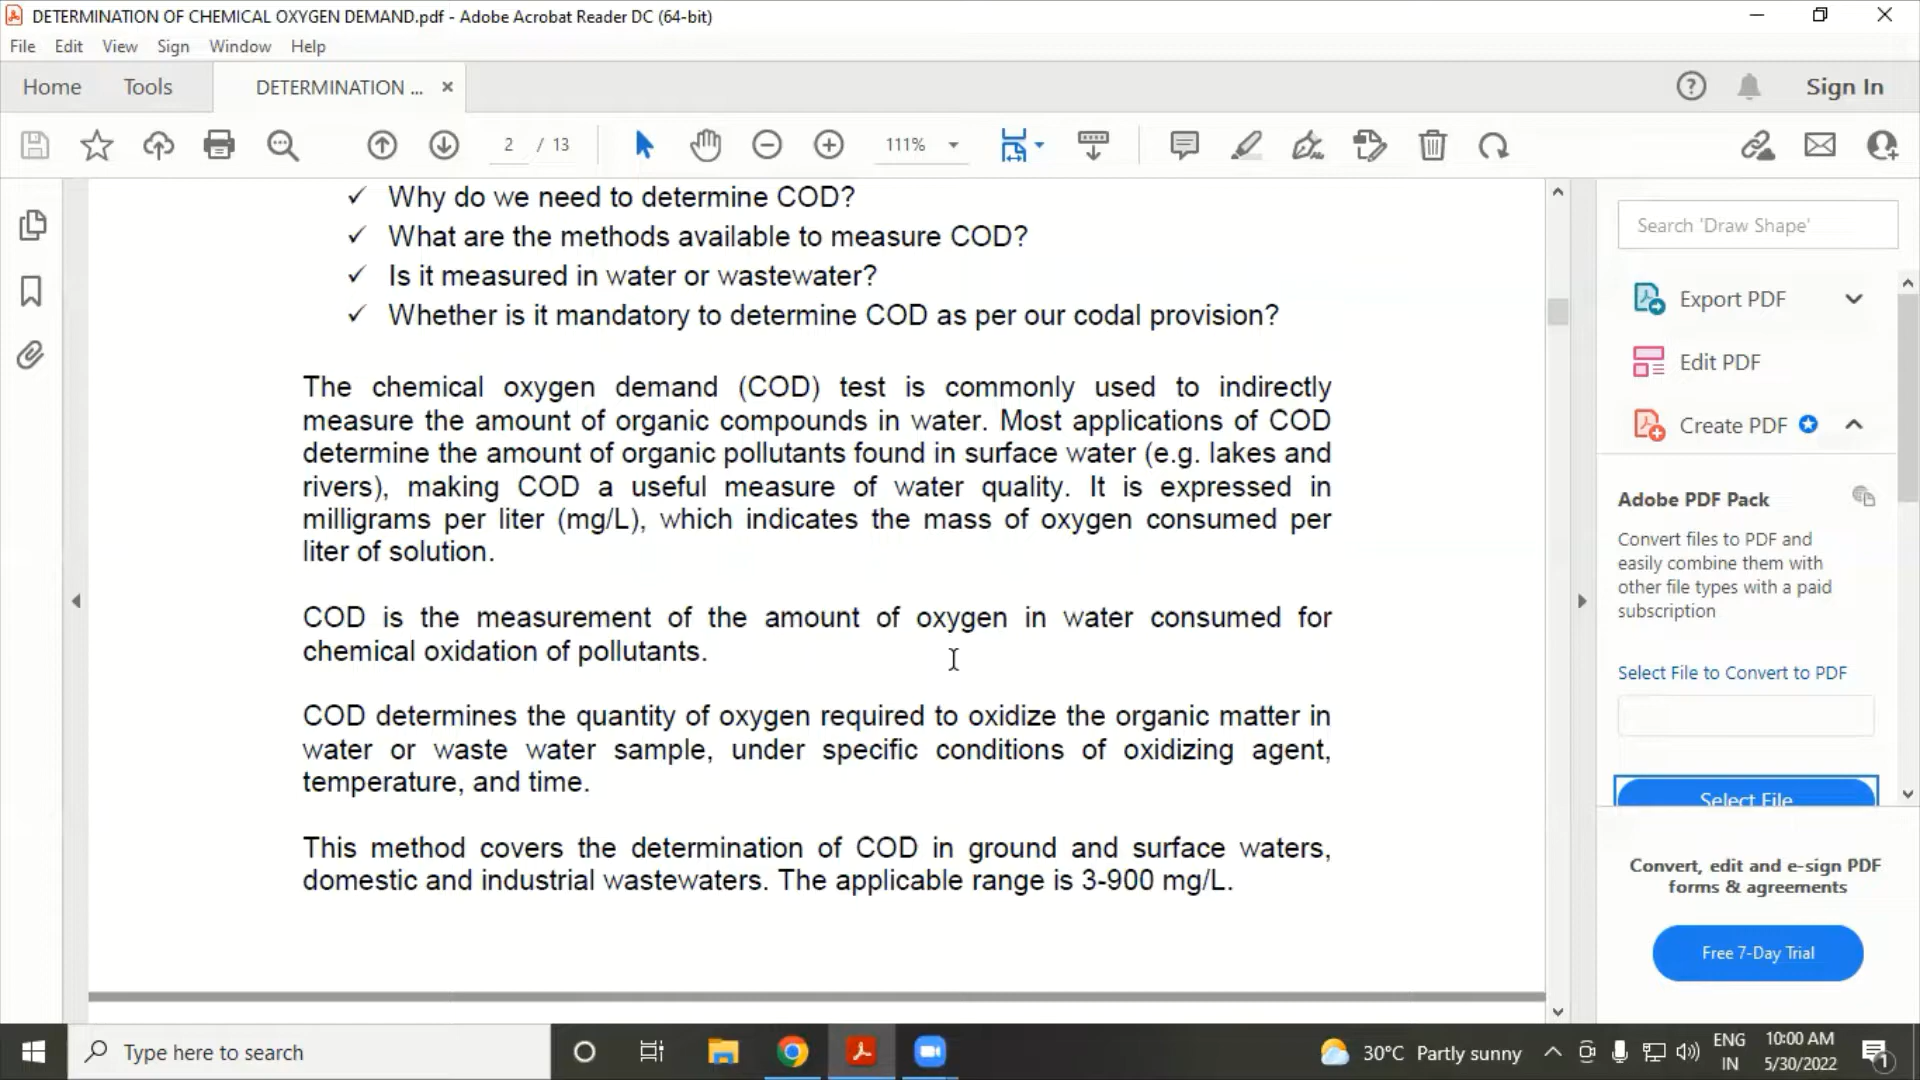 DETERMINATION OF CHEMICAL OXYGEN DEMAND.pdf - Adobe Acrobat Reader DC (64-bit)
File Edit View Sign Window Help
Home Tools DETERMINATION ... × Sign In
2 / 13 111%
✓ Why do we need to determine COD?
✓ What are the methods available to measure COD?
✓ Is it measured in water or wastewater?
✓ Whether is it mandatory to determine COD as per our codal provision?
The chemical oxygen demand (COD) test is commonly used to indirectly
measure the amount of organic compounds in water. Most applications of COD
determine the amount of organic pollutants found in surface water (e.g. lakes and
rivers), making COD a useful measure of water quality. It is expressed in
milligrams per liter (mg/L), which indicates the mass of oxygen consumed per
liter of solution.
COD is the measurement of the amount of oxygen in water consumed for
chemical oxidation of pollutants.
COD determines the quantity of oxygen required to oxidize the organic matter in
water or waste water sample, under specific conditions of oxidizing agent,
temperature, and time.
This method covers the determination of COD in ground and surface waters,
domestic and industrial wastewaters. The applicable range is 3-900 mg/L.
Search 'Draw Shape'
Export PDF
Edit PDF
Create PDF
Adobe PDF Pack
Convert files to PDF and
easily combine them with
other file types with a paid
subscription
Select File to Convert to PDF
Select File
Convert, edit and e-sign PDF
forms & agreements
Free 7-Day Trial
Type here to search
30°C Partly sunny
ENG
IN
10:00 AM
5/30/2022
1